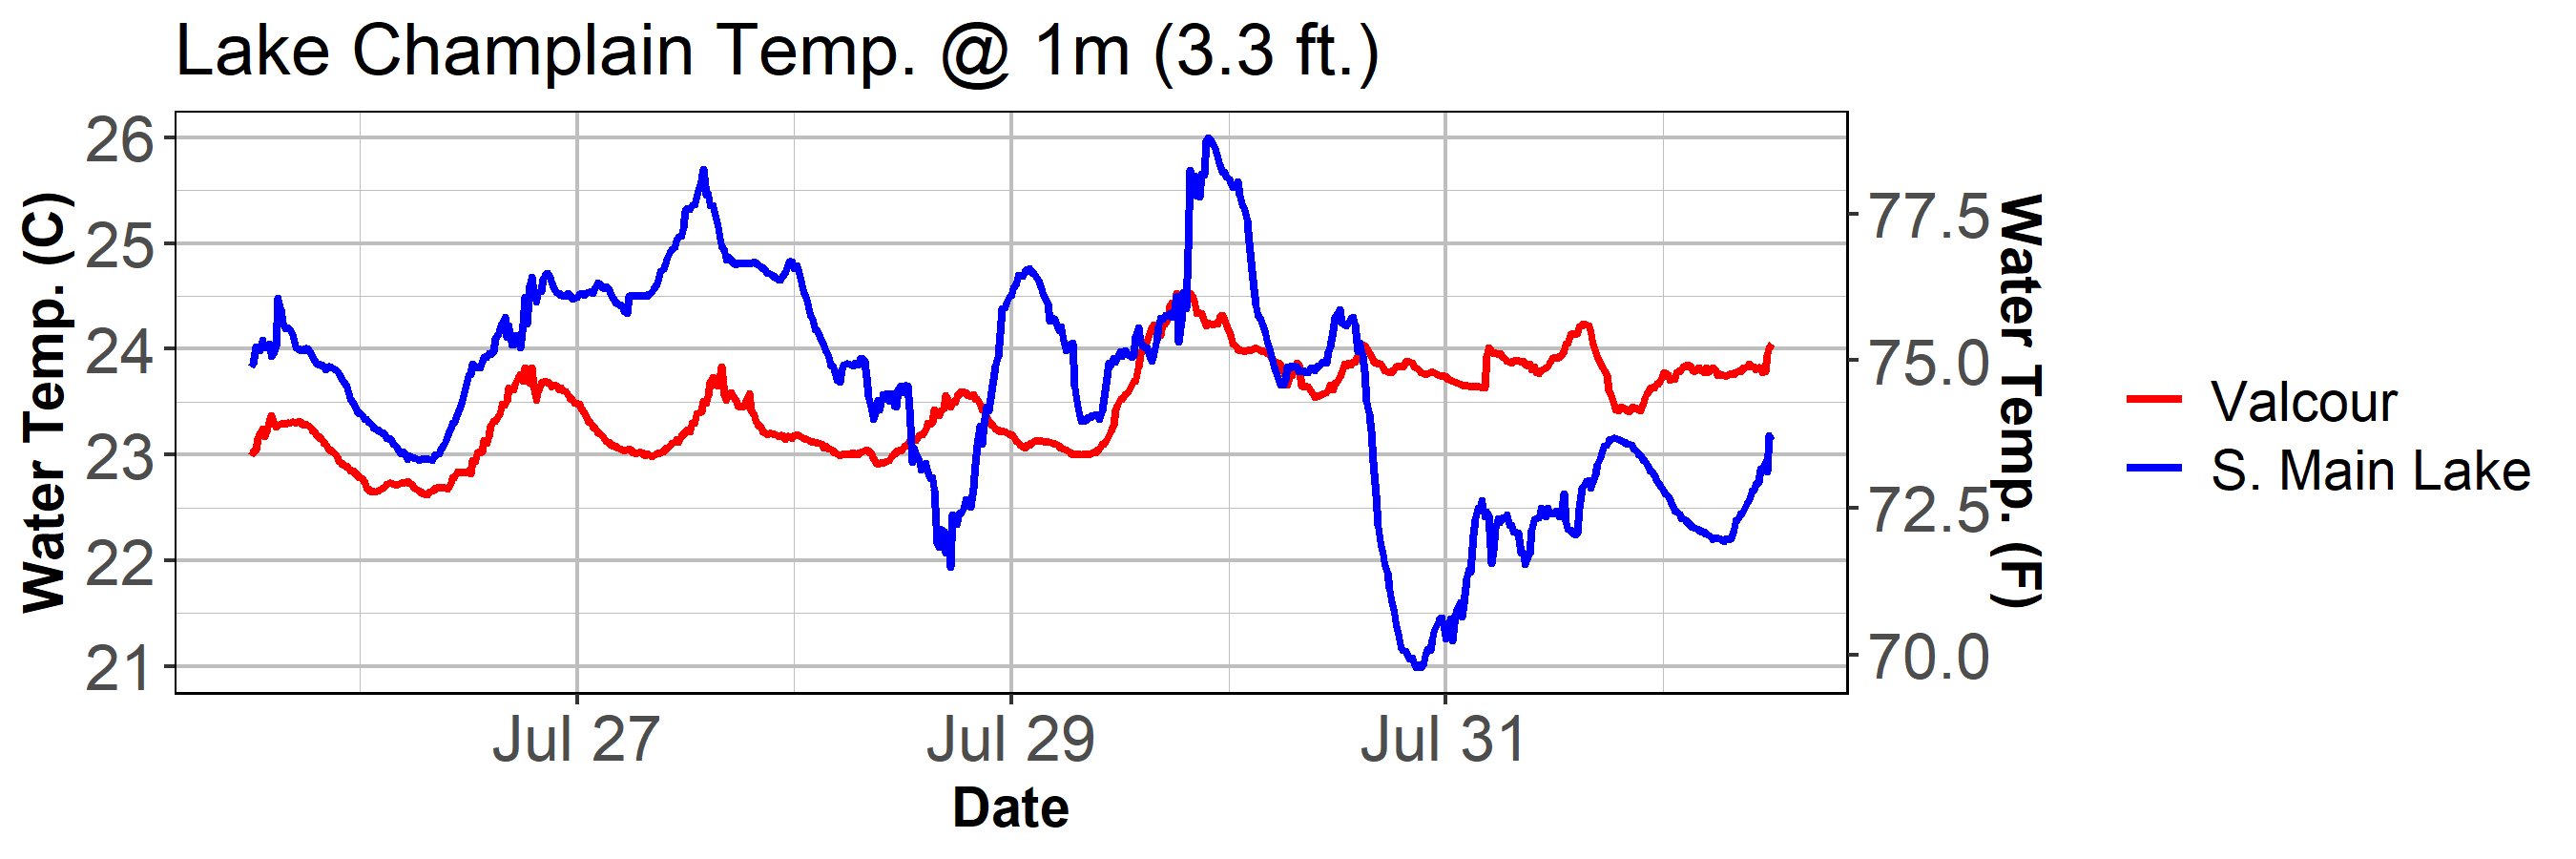 Lake Champlain Temp. @ 1m (3.3 ft.)
Water Temp. (C)
26
25
24
23
22
21
77.5
75.0
72.5
70.0
Water Temp. (F)
Jul 27
Jul 29
Jul 31
Date
Valcour
S. Main Lake